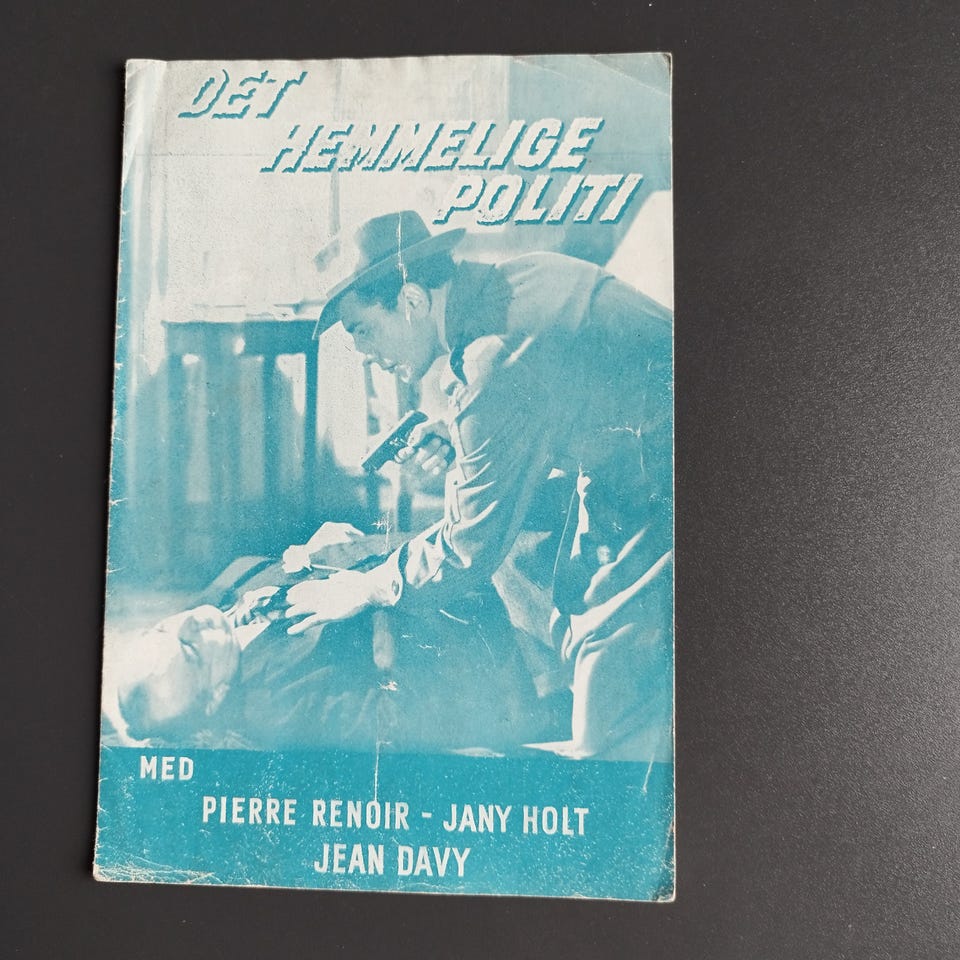 DET
HEMMELIGE
POLITI
MED
PIERRE RENOIR - JANY HOLT
JEAN DAVY